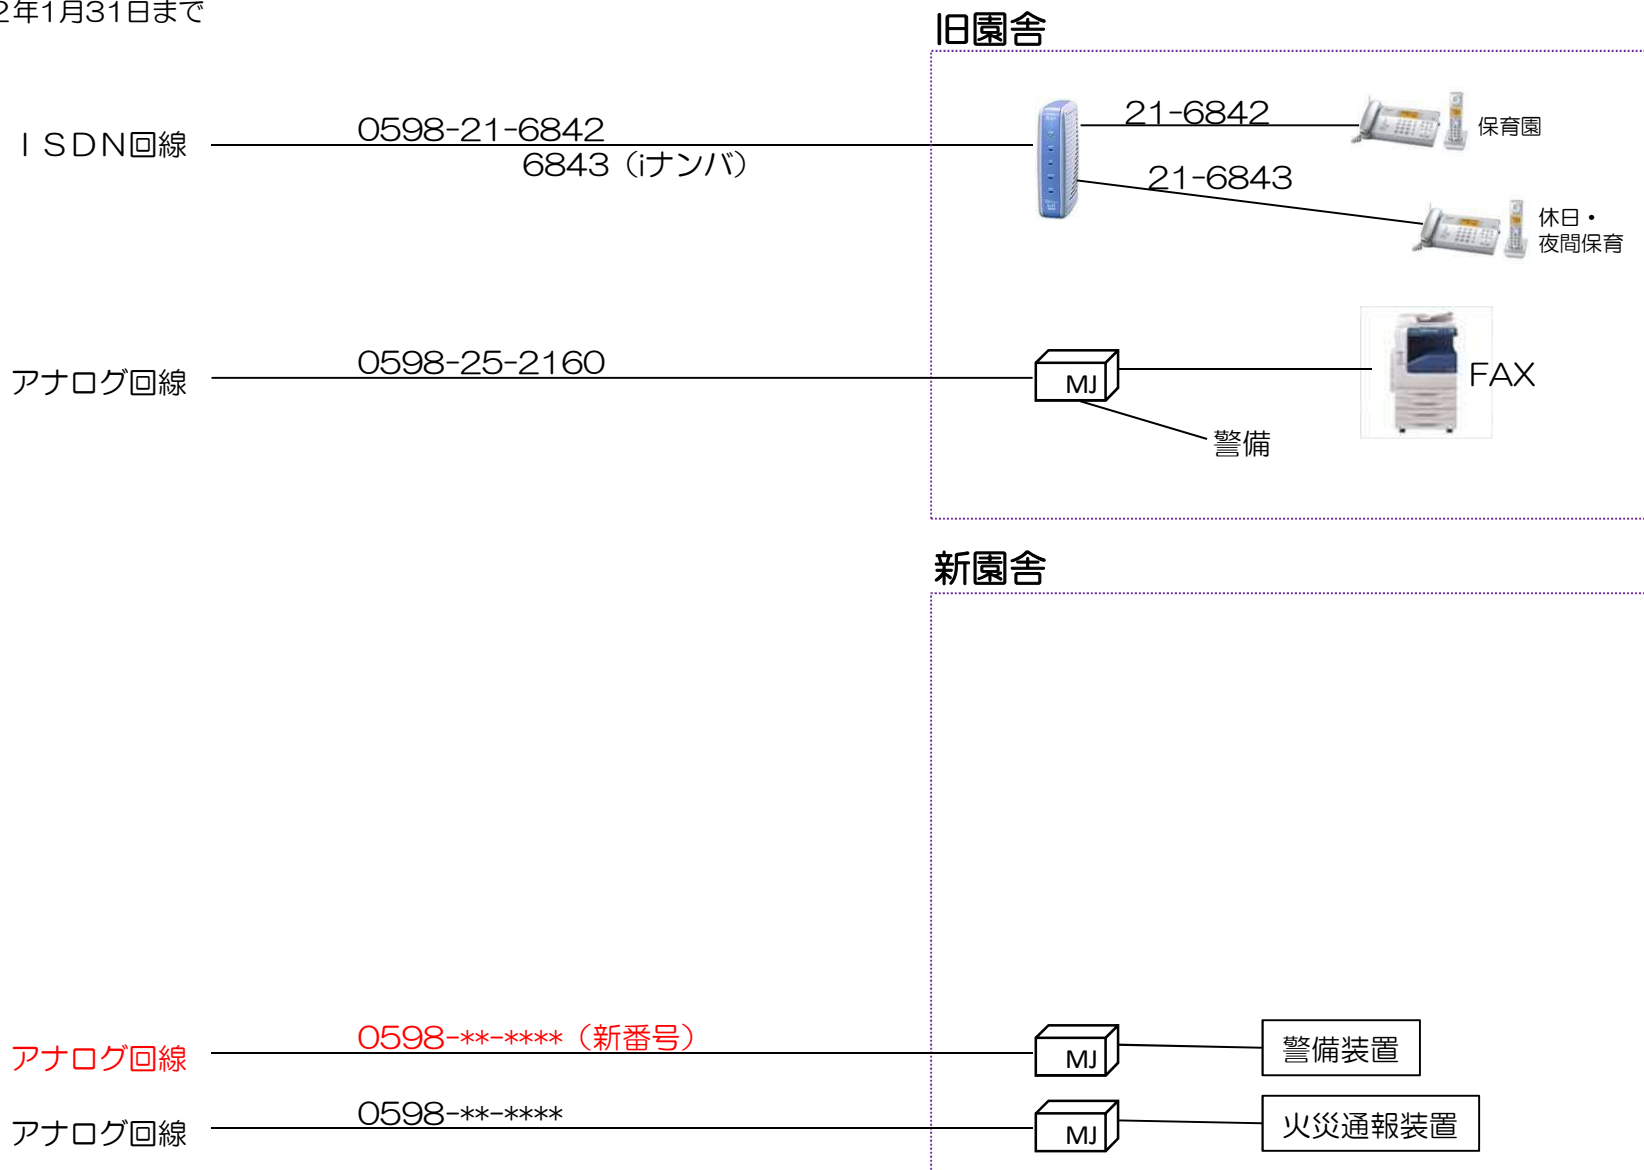 2年1月31日まで
旧園舎
ISDN回線
0598-21-6842
6843（iナンバ）
21-6842
保育園
21-6843
休日・
夜間保育
アナログ回線
0598-25-2160
MJ
FAX
警備
新園舎
アナログ回線
0598-**-****（新番号）
MJ
警備装置
アナログ回線
0598-**-****
MJ
火災通報装置